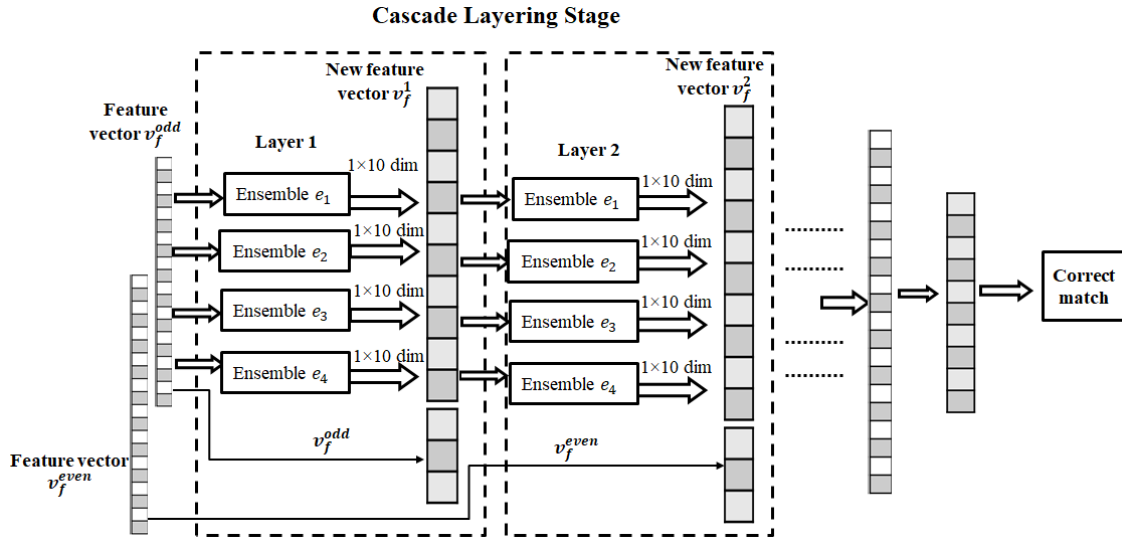 Cascade Layering Stage
Feature
vector $v_f^{odd}$
New feature
vector $v_f^1$
Layer 1
1×10 dim
Ensemble $e_1$
1×10 dim
Ensemble $e_2$
1×10 dim
Ensemble $e_3$
1×10 dim
Ensemble $e_4$
$v_f^{odd}$
New feature
vector $v_f^2$
Layer 2
1×10 dim
Ensemble $e_1$
1×10 dim
Ensemble $e_2$
1×10 dim
Ensemble $e_3$
1×10 dim
Ensemble $e_4$
$v_f^{even}$
Feature vector
$v_f^{even}$
..........
..........
..........
..........
Correct
match